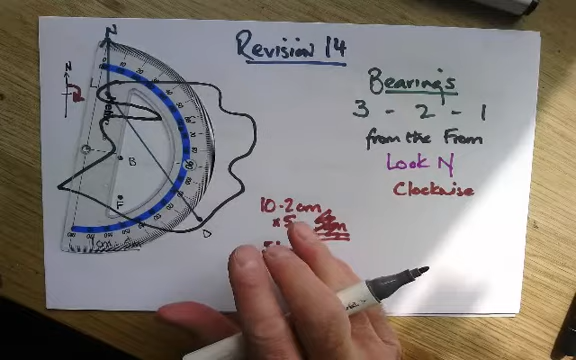 Revision 14
N
N
Bearings
3 - 2 - 1
from the From
Look N
Clockwise
B
F
D
10.2cm
x5